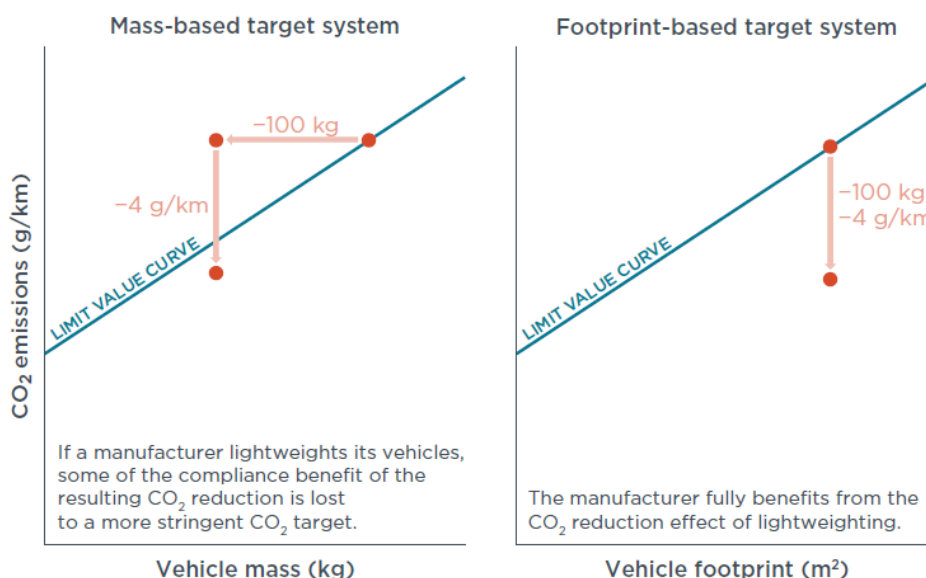 Mass-based target system
−100 kg
−4 g/km
LIMIT VALUE CURVE
CO₂ emissions (g/km)
If a manufacturer lightweights its vehicles,
some of the compliance benefit of the
resulting CO₂ reduction is lost
to a more stringent CO₂ target.
Vehicle mass (kg)
Footprint-based target system
−100 kg
−4 g/km
LIMIT VALUE CURVE
The manufacturer fully benefits from the
CO₂ reduction effect of lightweighting.
Vehicle footprint (m²)